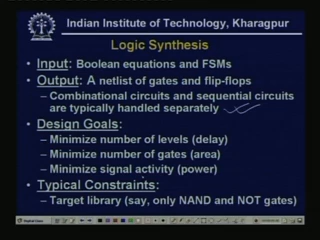 Indian Institute of Technology, Kharagpur
Logic Synthesis
• Input: Boolean equations and FSMs
• Output: A netlist of gates and flip-flops
– Combinational circuits and sequential circuits
are typically handled separately
• Design Goals:
– Minimize number of levels (delay)
– Minimize number of gates (area)
– Minimize signal activity (power)
• Typical Constraints:
– Target library (say, only NAND and NOT gates)